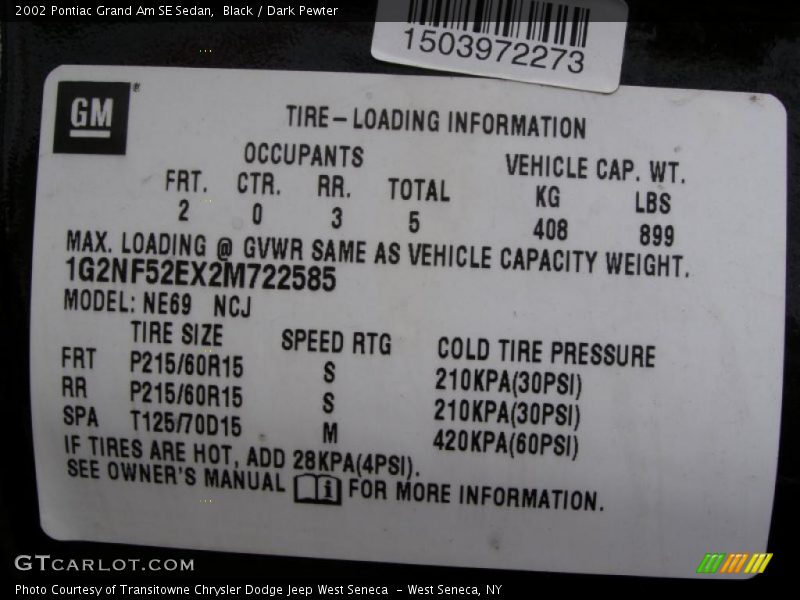 2002 Pontiac Grand Am SE Sedan, Black / Dark Pewter
1503972273
GM
®
TIRE-LOADING INFORMATION
OCCUPANTS VEHICLE CAP. WT.
FRT. CTR. RR. TOTAL KG LBS
2 0 3 5 408 899
MAX. LOADING @ GVWR SAME AS VEHICLE CAPACITY WEIGHT.
1G2NF52EX2M722585
MODEL: NE69 NCJ
TIRE SIZE SPEED RTG COLD TIRE PRESSURE
FRT P215/60R15 S 210KPA(30PSI)
RR P215/60R15 S 210KPA(30PSI)
SPA T125/70D15 M 420KPA(60PSI)
IF TIRES ARE HOT, ADD 28KPA(4PSI).
SEE OWNER'S MANUAL i FOR MORE INFORMATION.
GTCARLOT.COM
Photo Courtesy of Transitowne Chrysler Dodge Jeep West Seneca - West Seneca, NY